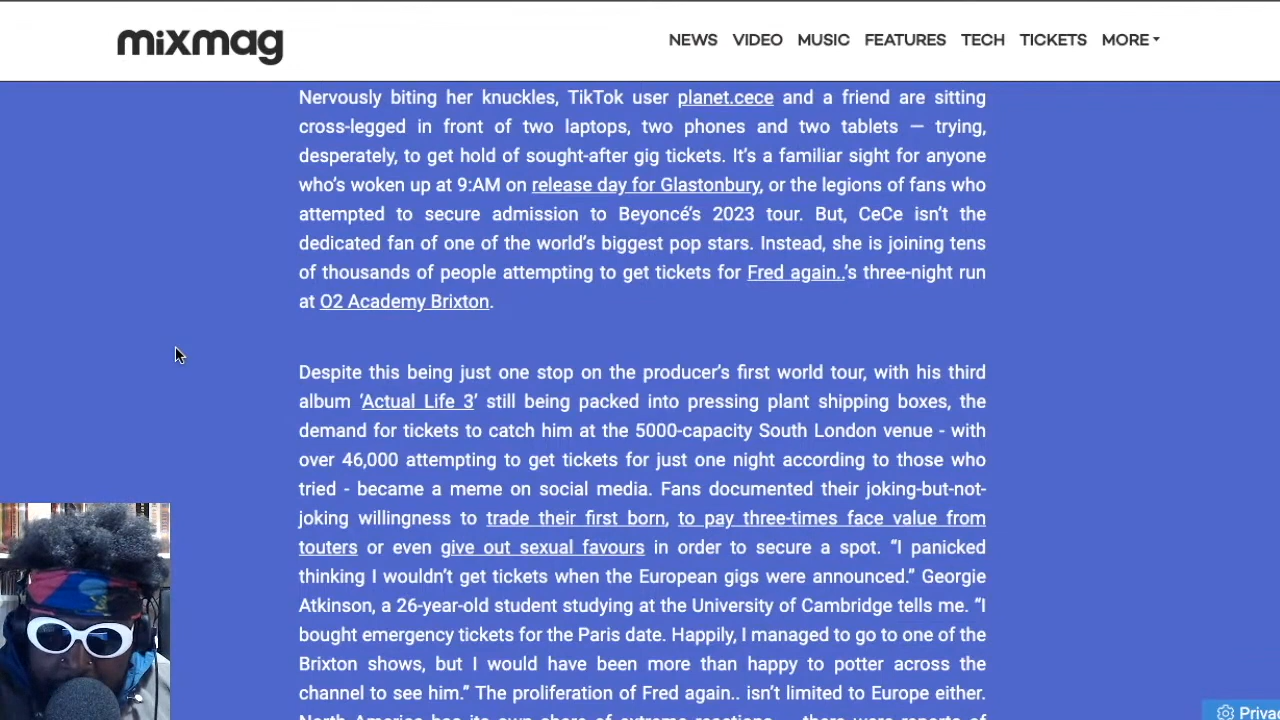 mixmag
NEWS VIDEO MUSIC FEATURES TECH TICKETS MORE
Nervously biting her knuckles, TikTok user planet.cece and a friend are sitting
cross-legged in front of two laptops, two phones and two tablets — trying,
desperately, to get hold of sought-after gig tickets. It’s a familiar sight for anyone
who’s woken up at 9:AM on release day for Glastonbury, or the legions of fans who
attempted to secure admission to Beyoncé’s 2023 tour. But, CeCe isn’t the
dedicated fan of one of the world’s biggest pop stars. Instead, she is joining tens
of thousands of people attempting to get tickets for Fred again..’s three-night run
at O2 Academy Brixton.
Despite this being just one stop on the producer’s first world tour, with his third
album ‘Actual Life 3’ still being packed into pressing plant shipping boxes, the
demand for tickets to catch him at the 5000-capacity South London venue - with
over 46,000 attempting to get tickets for just one night according to those who
tried - became a meme on social media. Fans documented their joking-but-not-
joking willingness to trade their first born, to pay three-times face value from
touters or even give out sexual favours in order to secure a spot. “I panicked
thinking I wouldn’t get tickets when the European gigs were announced.” Georgie
Atkinson, a 26-year-old student studying at the University of Cambridge tells me. “I
bought emergency tickets for the Paris date. Happily, I managed to go to one of the
Brixton shows, but I would have been more than happy to potter across the
channel to see him.” The proliferation of Fred again.. isn’t limited to Europe either.
North America has its own share of extreme reactions — there were reports of
Privac